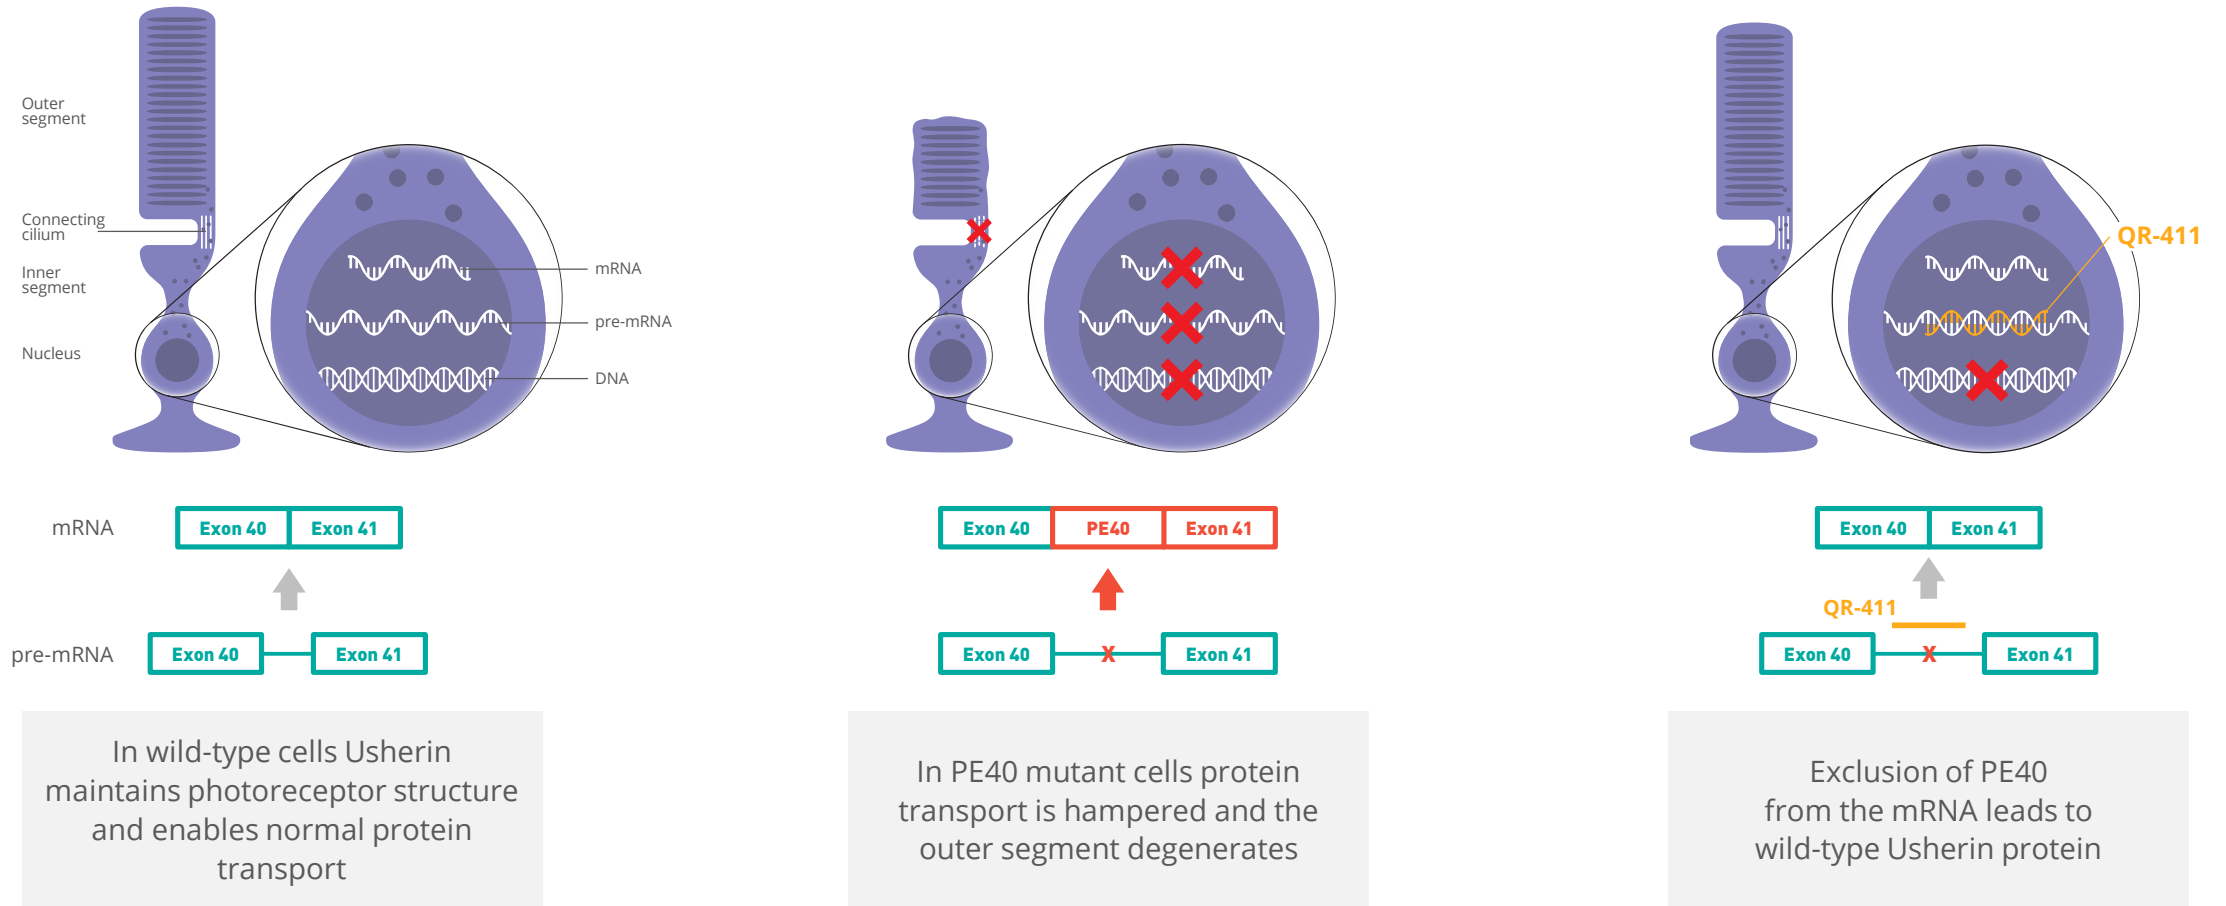 Outer
segment
Connecting
cilium
Inner
segment
Nucleus
mRNA
pre-mRNA
DNA
QR-411
mRNA
Exon 40
Exon 41
pre-mRNA
Exon 40
Exon 41
Exon 40
PE40
Exon 41
Exon 40
X
Exon 41
Exon 40
Exon 41
QR-411
Exon 40
X
Exon 41
In wild-type cells Usherin
maintains photoreceptor structure
and enables normal protein
transport
In PE40 mutant cells protein
transport is hampered and the
outer segment degenerates
Exclusion of PE40
from the mRNA leads to
wild-type Usherin protein